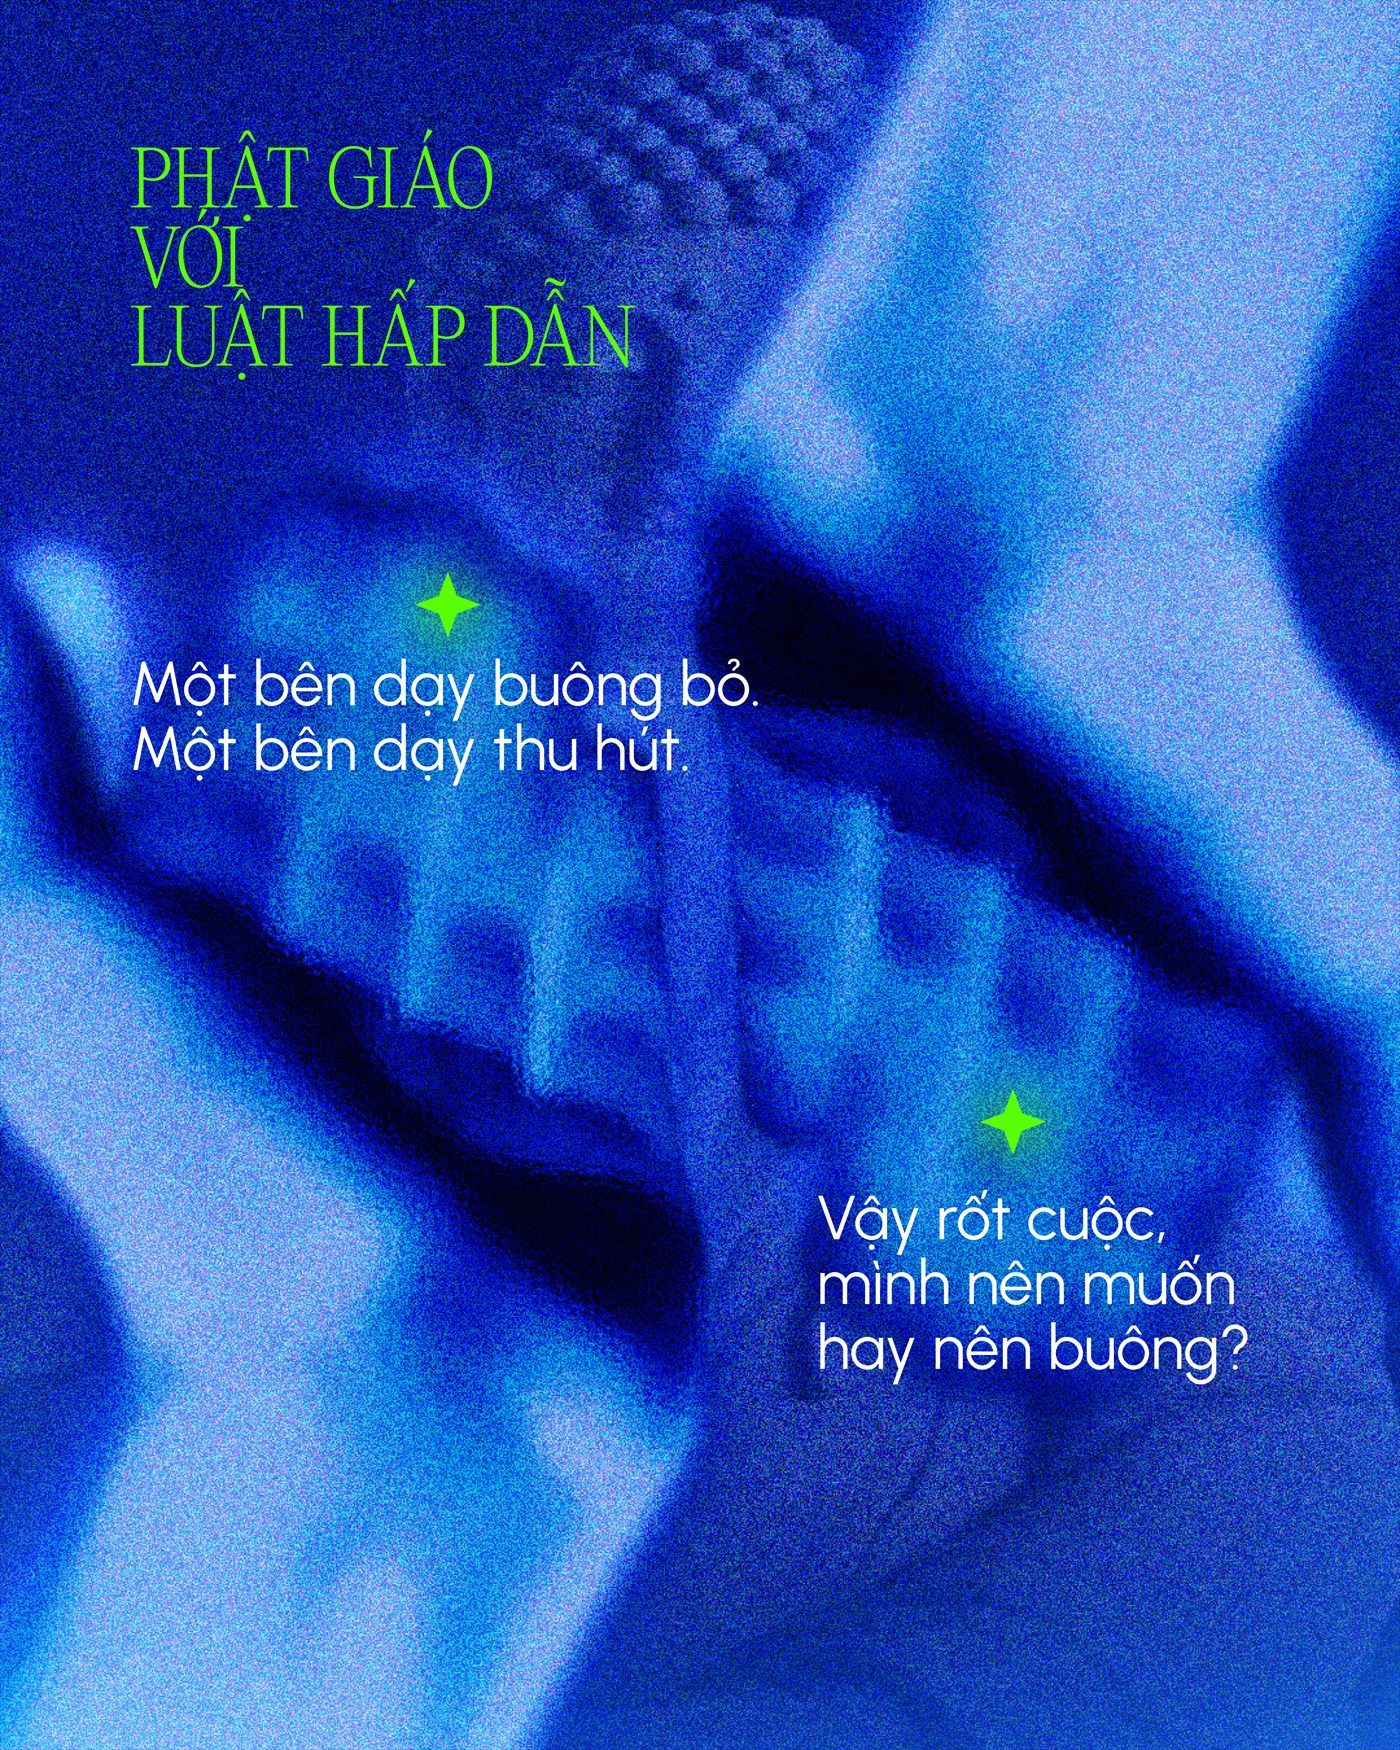 PHẬT GIÁO
VỚI
LUẬT HẤP DẪN
Một bên dạy buông bỏ.
Một bên dạy thu hút.
Vậy rốt cuộc,
mình nên muốn
hay nên buông?